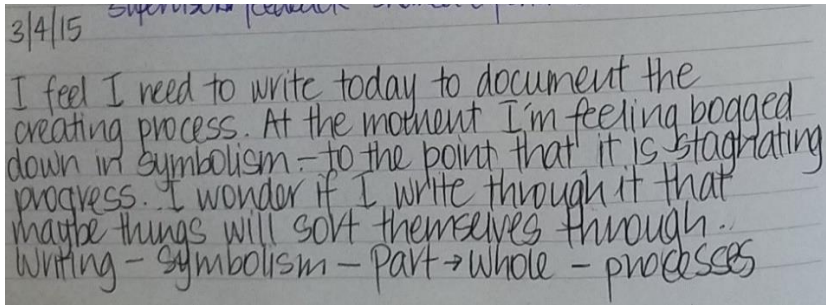 3/4/15
I feel I need to write today to document the
creating process. At the moment I'm feeling bogged
down in symbolism - to the point that it is stagnating
progress. I wonder if I write through it that
maybe things will sort themselves through..
Writing - Symbolism - Part → Whole - processes